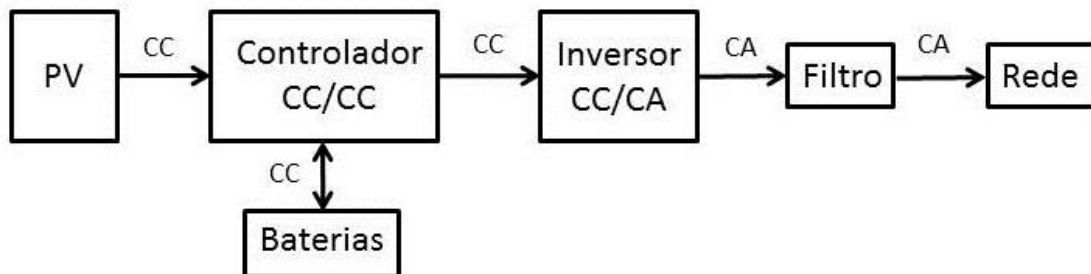 PV
CC
Controlador
CC/CC
CC
Inversor
CC/CA
CA
Filtro
CA
Rede
CC
Baterias